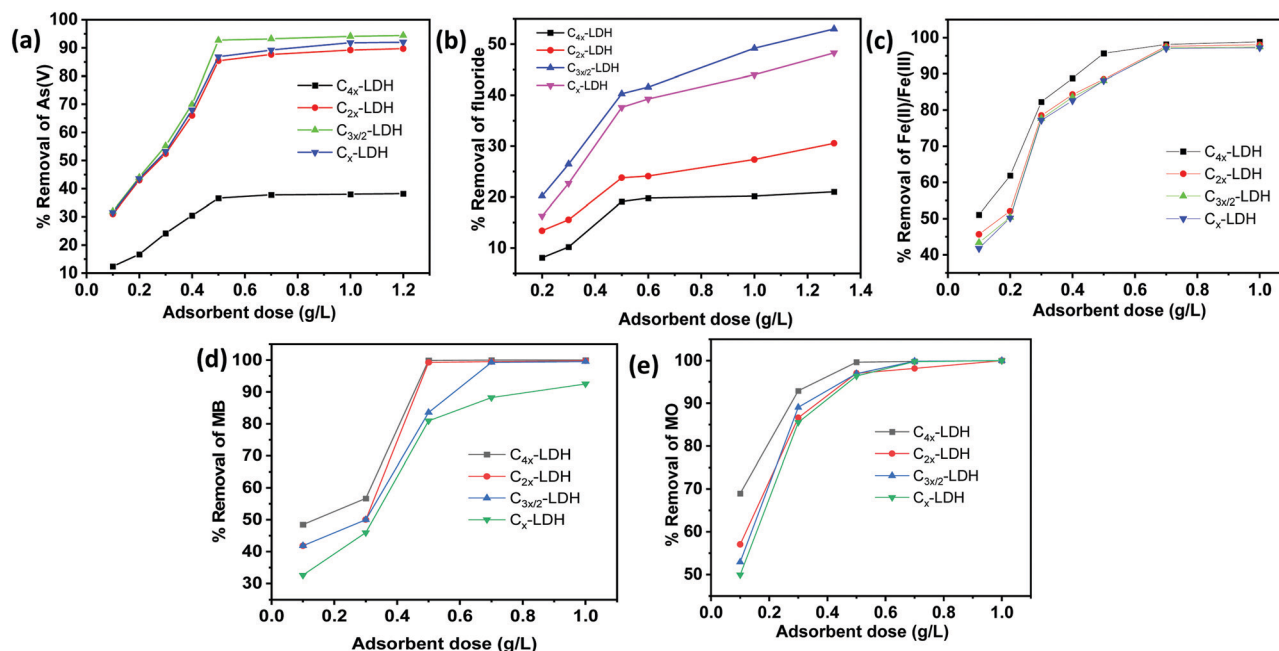 (a)
% Removal of As(V)
100
90
80
70
60
50
40
30
20
10
C4x-LDH
C2x-LDH
C3x/2-LDH
Cx-LDH
0.0 0.2 0.4 0.6 0.8 1.0 1.2
Adsorbent dose (g/L)
(b)
% Removal of fluoride
50
40
30
20
10
C4x-LDH
C2x-LDH
C3x/2-LDH
Cx-LDH
0.2 0.4 0.6 0.8 1.0 1.2 1.4
Adsorbent dose (g/L)
(c)
% Removal of Fe(II)/Fe(III)
100
90
80
70
60
50
40
C4x-LDH
C2x-LDH
C3x/2-LDH
Cx-LDH
0.0 0.2 0.4 0.6 0.8 1.0
Adsorbent dose (g/L)
(d)
% Removal of MB
100
90
80
70
60
50
40
30
C4x-LDH
C2x-LDH
C3x/2-LDH
Cx-LDH
0.0 0.2 0.4 0.6 0.8 1.0
Adsorbent dose (g/L)
(e)
% Removal of MO
100
90
80
70
60
50
C4x-LDH
C2x-LDH
C3x/2-LDH
Cx-LDH
0.0 0.2 0.4 0.6 0.8 1.0
Adsorbent dose (g/L)